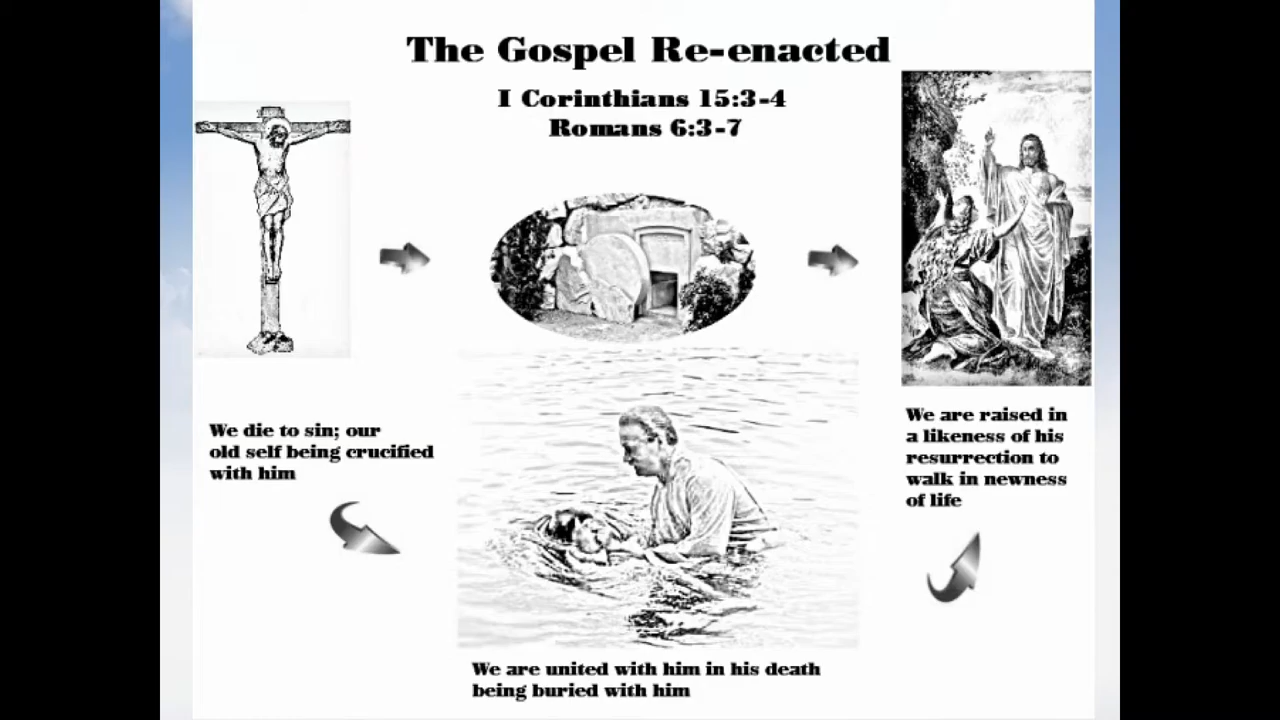 The Gospel Re-enacted
I Corinthians 15:3-4
Romans 6:3-7
We die to sin; our
old self being crucified
with him
We are united with him in his death
being buried with him
We are raised in
a likeness of his
resurrection to
walk in newness
of life